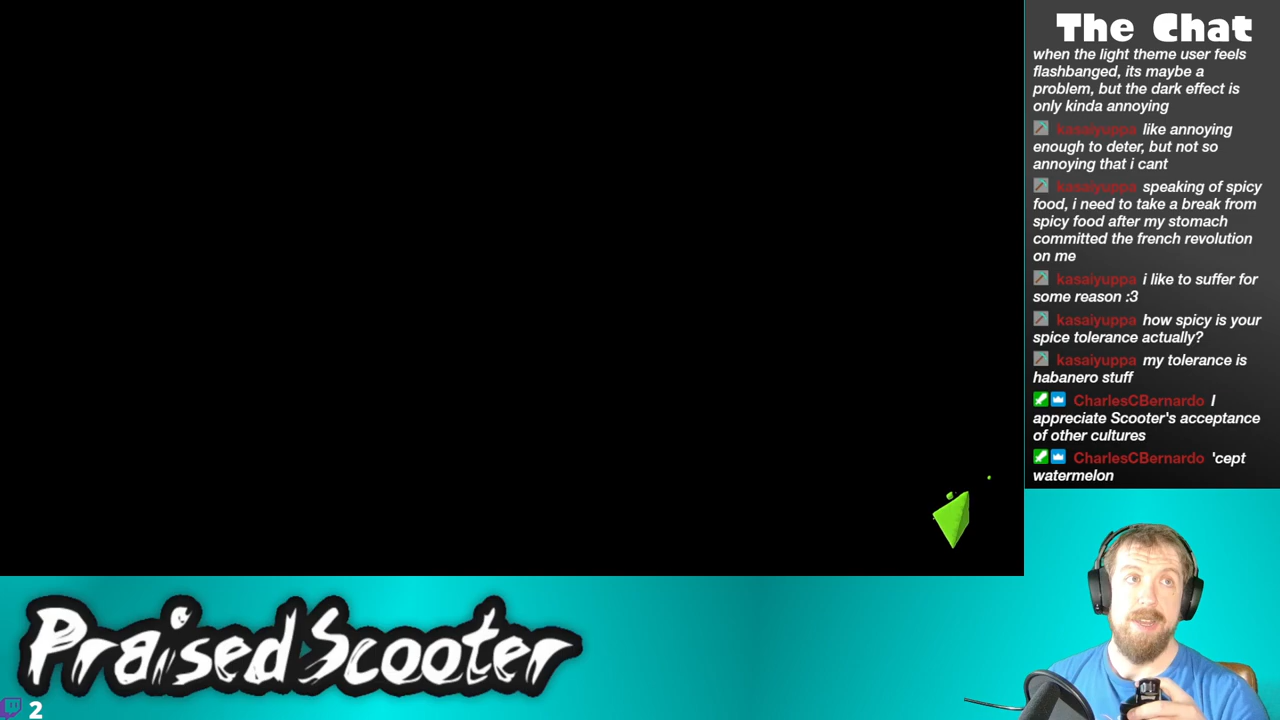 The Chat
when the light theme user feels
flashbanged, its maybe a
problem, but the dark effect is
only kinda annoying
kasaiyuppa like annoying
enough to deter, but not so
annoying that i cant
kasaiyuppa speaking of spicy
food, i need to take a break from
spicy food after my stomach
committed the french revolution
on me
kasaiyuppa i like to suffer for
some reason :3
kasaiyuppa how spicy is your
spice tolerance actually?
kasaiyuppa my tolerance is
habanero stuff
CharlesCBernardo I
appreciate Scooter's acceptance
of other cultures
CharlesCBernardo 'cept
watermelon
PraisedScooter
2